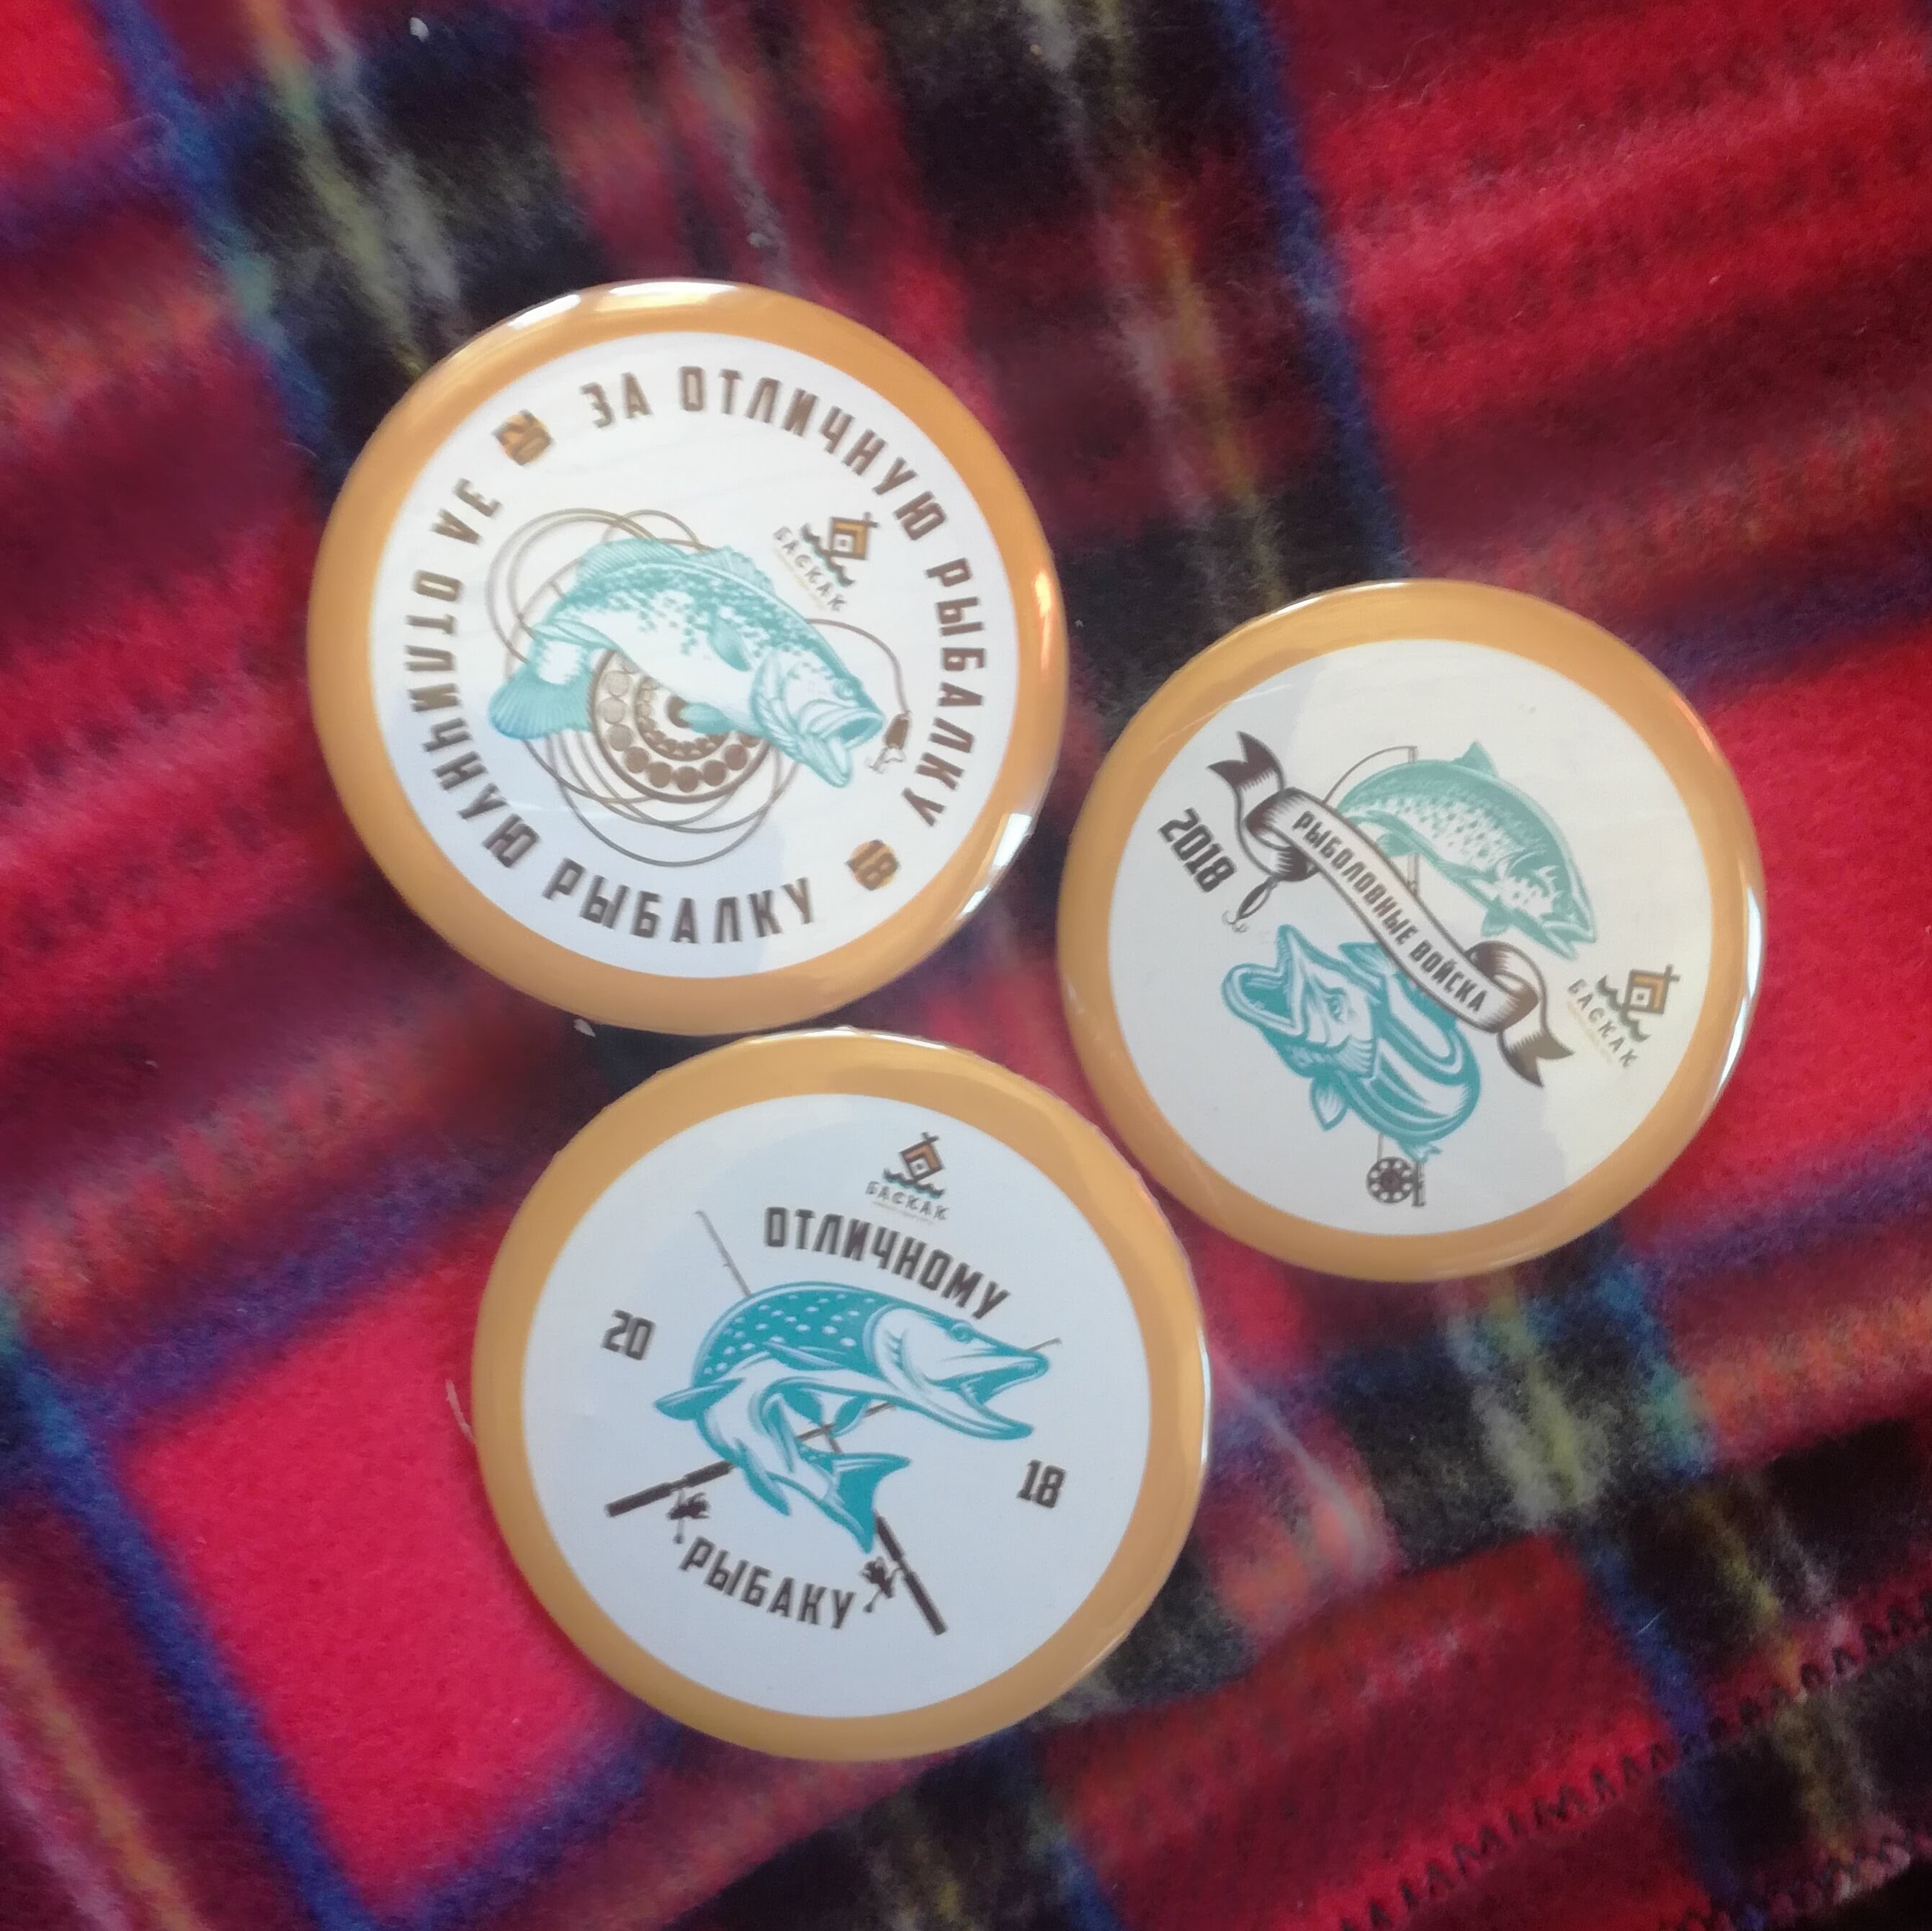 ЗА ОТЛИЧНУЮ РЫБАЛКУ
20
18
ЗА ОТЛИЧНУЮ РЫБАЛКУ
БАСКАК
2018
РЫБОЛОВНЫЕ ВОЙСКА
БАСКАК
БАСКАК
ОТЛИЧНОМУ
20
18
РЫБАКУ